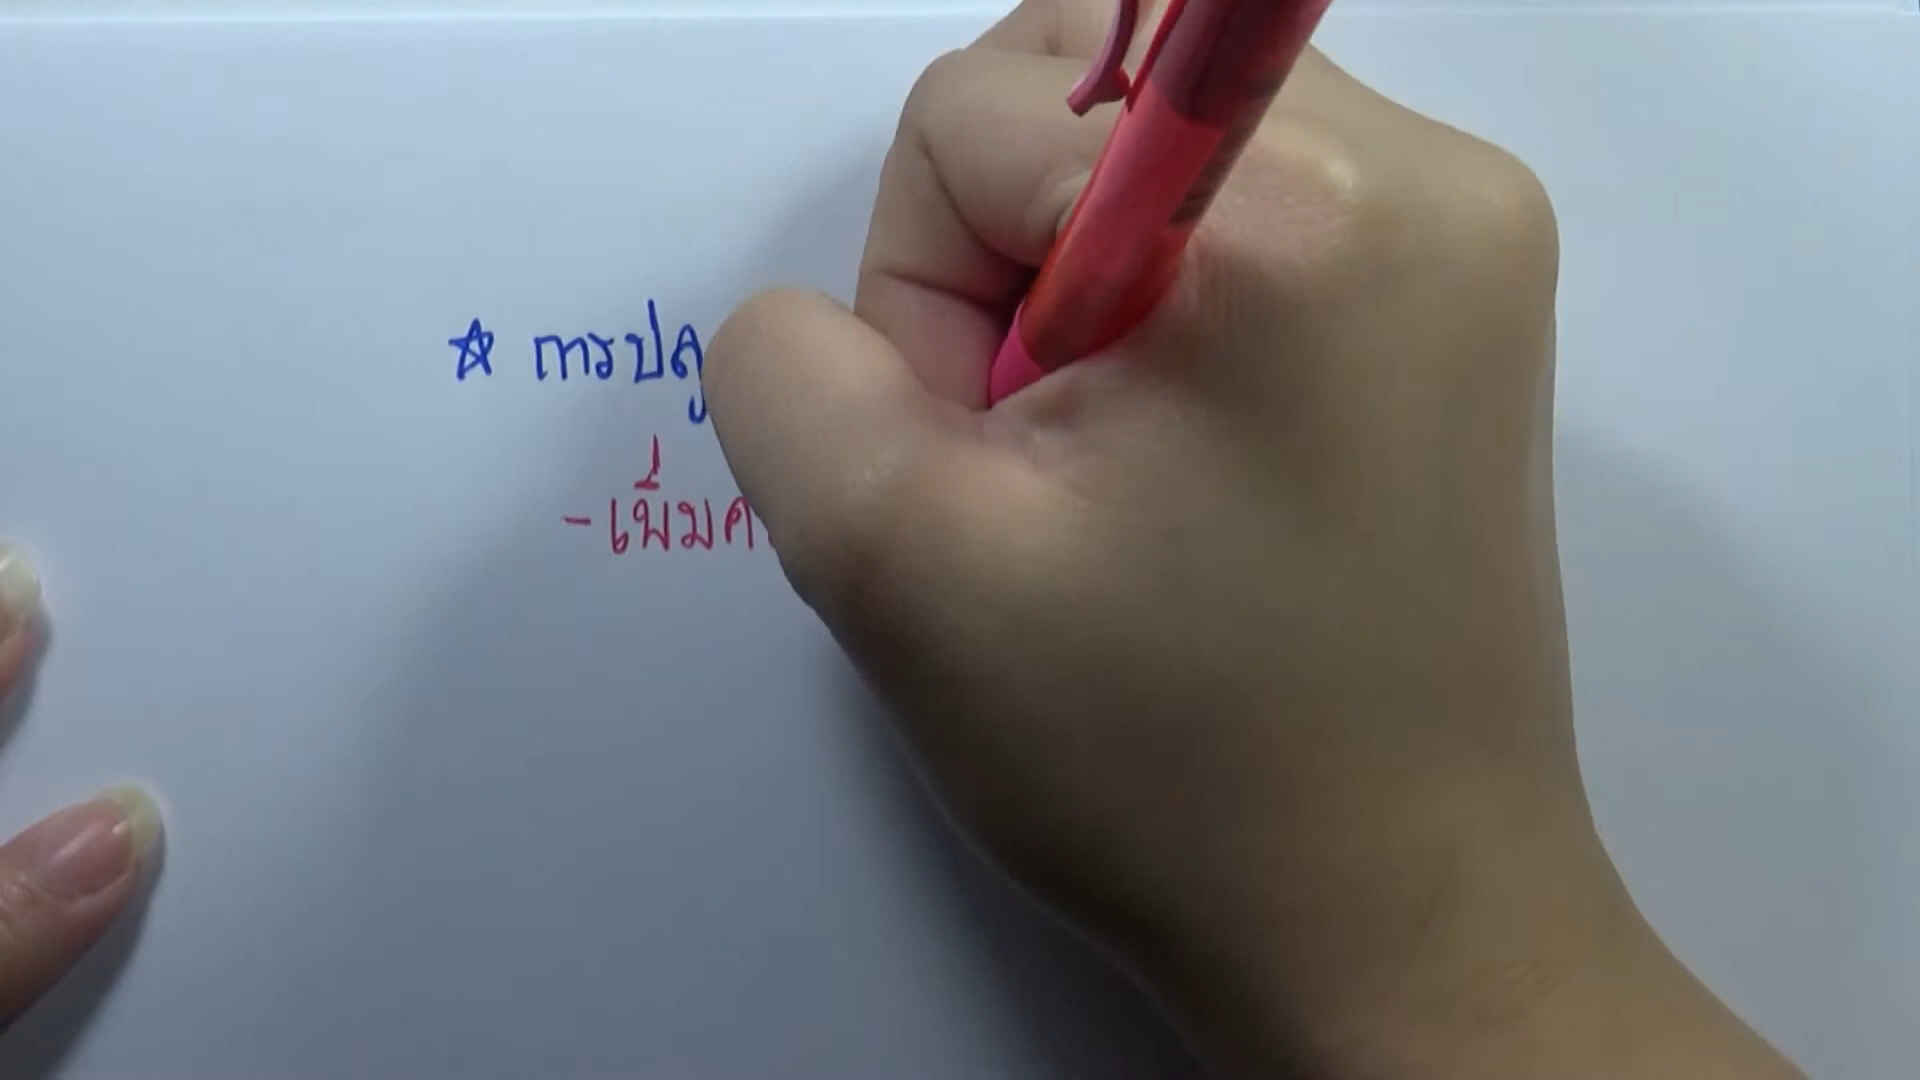 ☆ การปลู
- เพิ่มค